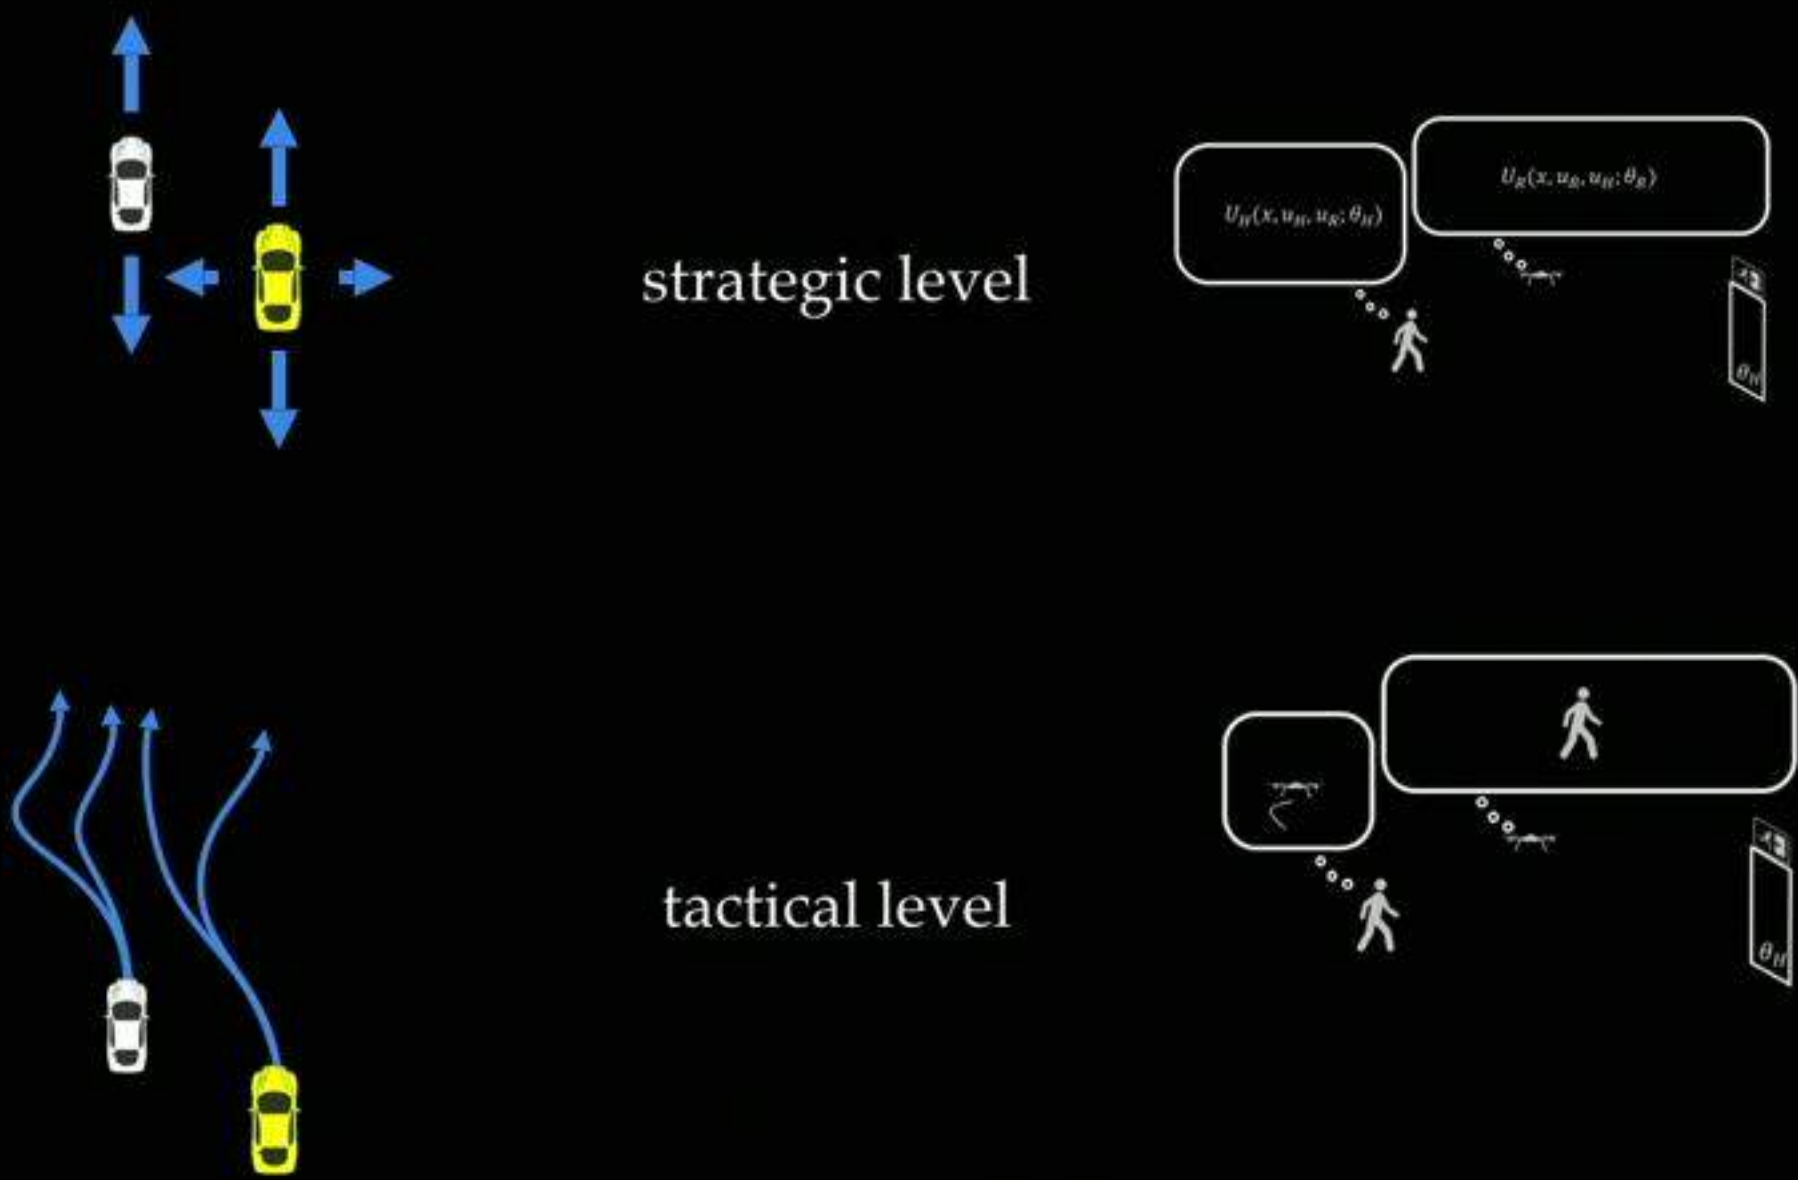 U_R(x, u_R, u_H; θ_R)
U_H(x, u_H, u_R; θ_H)
strategic level
θ_H
tactical level
θ_H